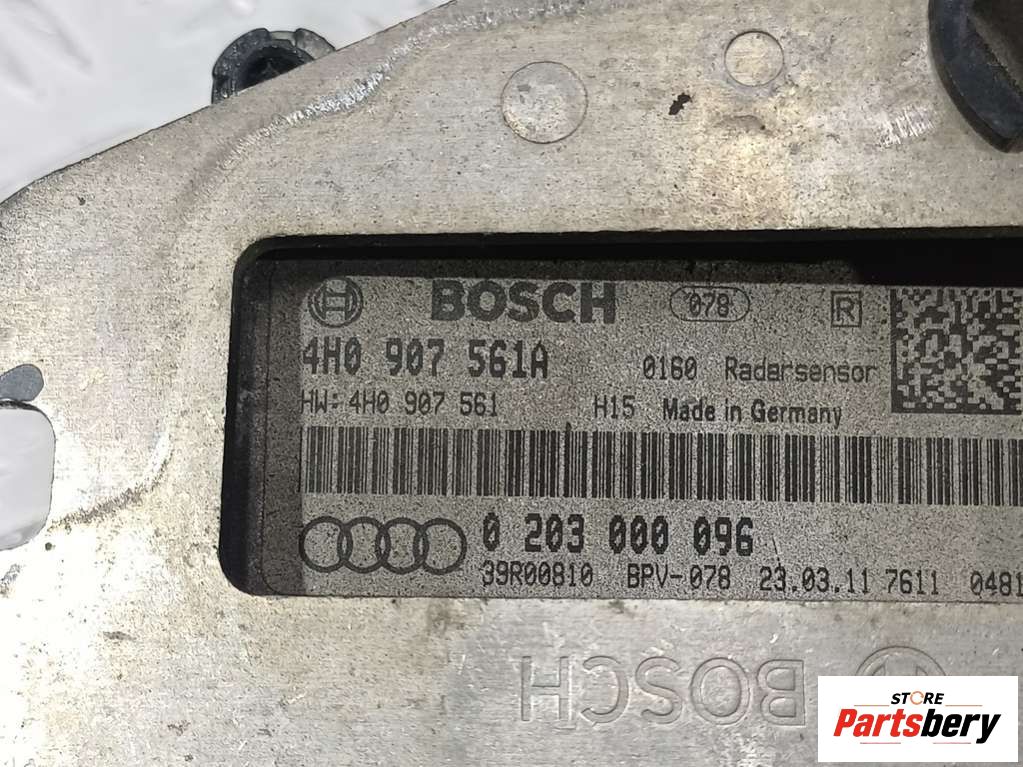 BOSCH 078 R
4H0 907 561A 0160 Radarsensor
HW: 4H0 907 561 H15 Made in Germany
0 203 000 096
39R00810 BPV-078 23.03.11 7611 0481
BOSCH
STORE
Partsbery